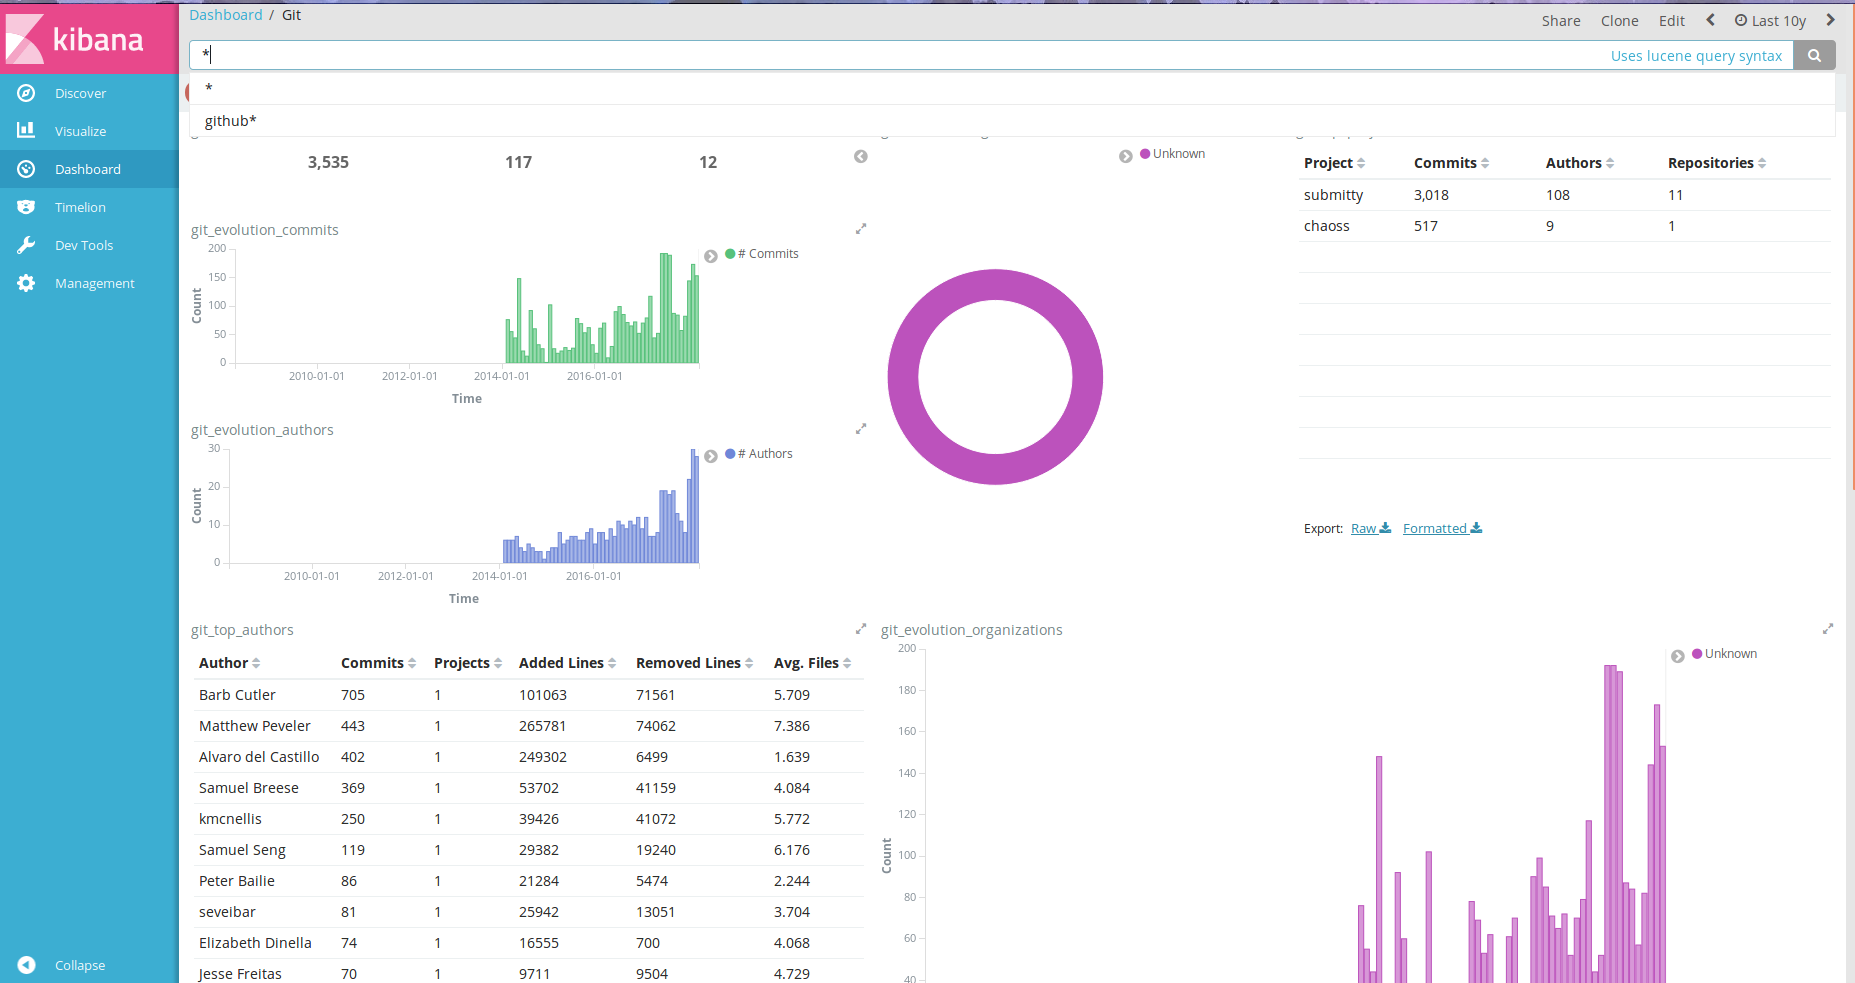 kibana
Discover
Visualize
Dashboard
Timelion
Dev Tools
Management
Collapse
Dashboard / Git
Share Clone Edit Last 10y
*
Uses lucene query syntax
*
github*
3,535 117 12
Unknown
Project Commits Authors Repositories
submitty 3,018 108 11
chaoss 517 9 1
Export: Raw Formatted
git_evolution_commits
# Commits
Count
200
150
100
50
0
2010-01-01 2012-01-01 2014-01-01 2016-01-01
Time
git_evolution_authors
# Authors
Count
30
20
10
0
2010-01-01 2012-01-01 2014-01-01 2016-01-01
Time
git_top_authors
Author Commits Projects Added Lines Removed Lines Avg. Files
Barb Cutler 705 1 101063 71561 5.709
Matthew Peveler 443 1 265781 74062 7.386
Alvaro del Castillo 402 1 249302 6499 1.639
Samuel Breese 369 1 53702 41159 4.084
kmcnellis 250 1 39426 41072 5.772
Samuel Seng 119 1 29382 19240 6.176
Peter Bailie 86 1 21284 5474 2.244
seveibar 81 1 25942 13051 3.704
Elizabeth Dinella 74 1 16555 700 4.068
Jesse Freitas 70 1 9711 9504 4.729
git_evolution_organizations
Unknown
Count
200
180
160
140
120
100
80
60
40